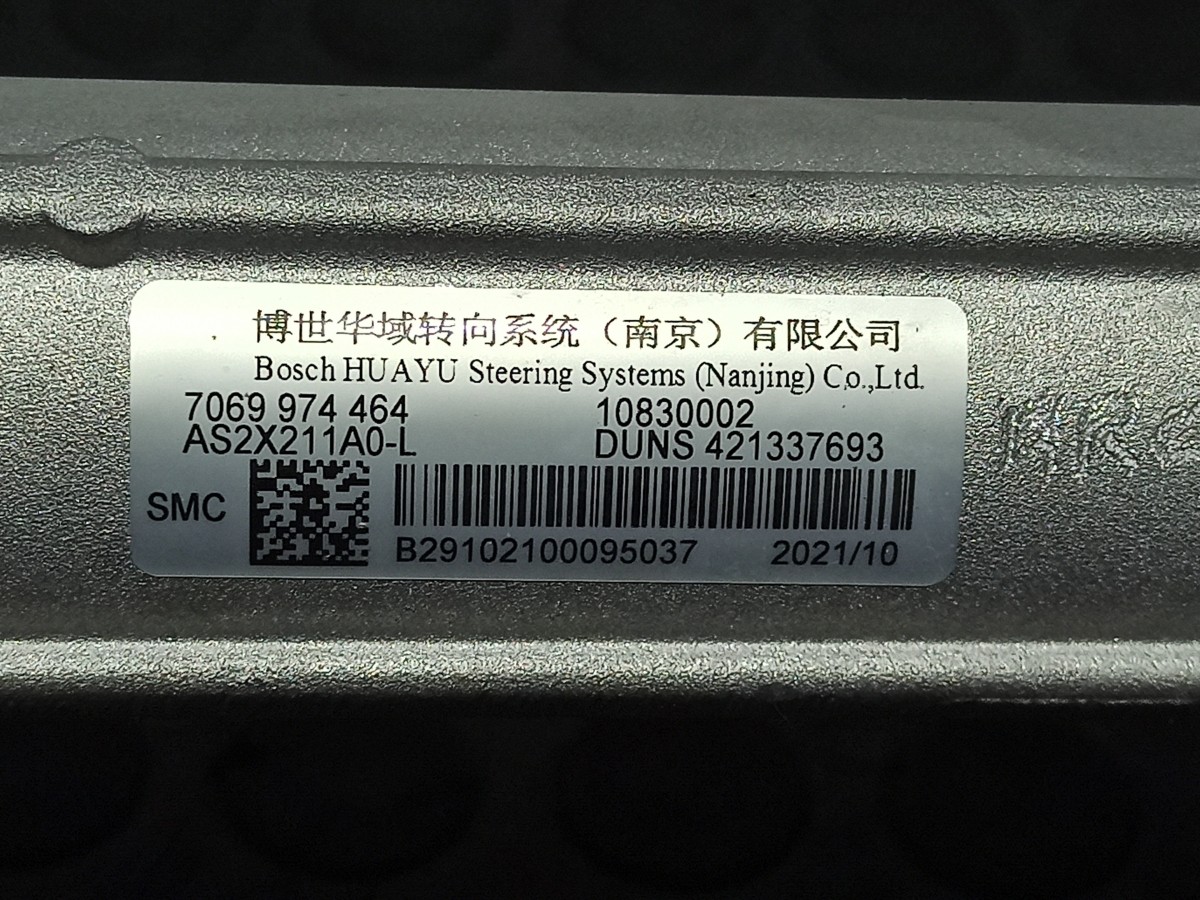 博世华域转向系统（南京）有限公司
Bosch HUAYU Steering Systems (Nanjing) Co.,Ltd.
7069 974 464 10830002
AS2X211A0-L DUNS 421337693
SMC
B29102100095037 2021/10